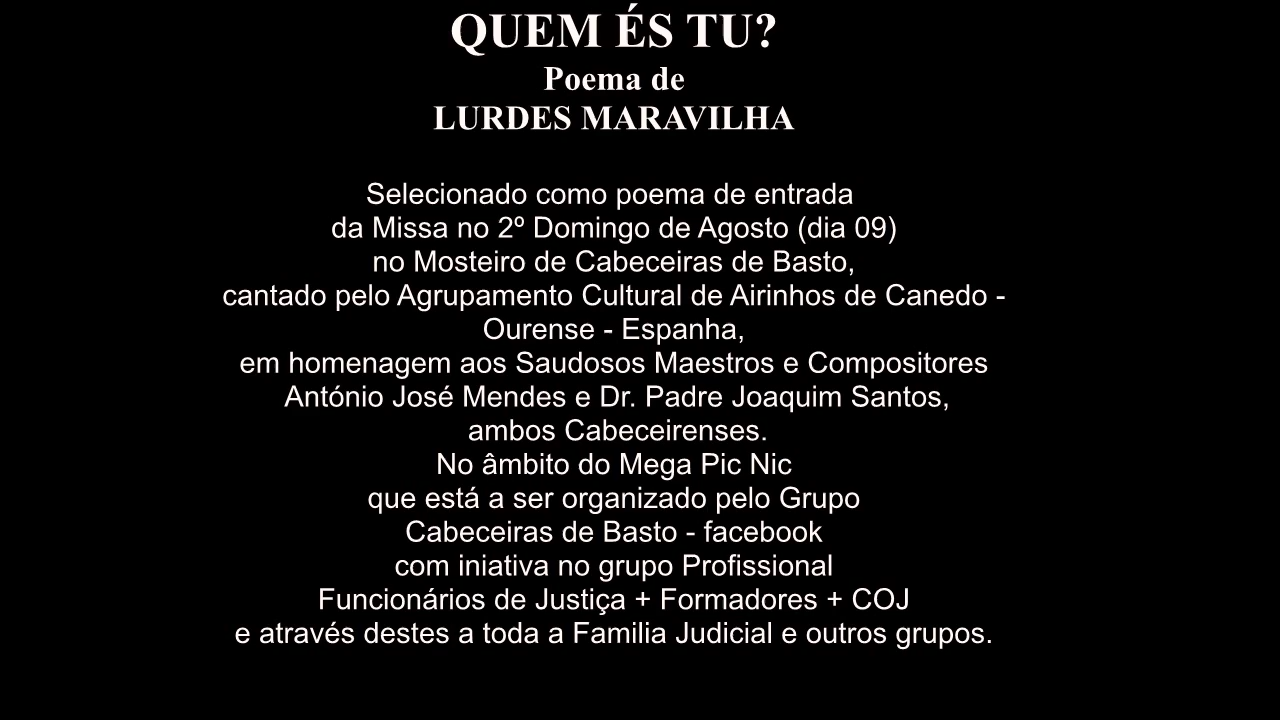 QUEM ÉS TU?
Poema de
LURDES MARAVILHA
Selecionado como poema de entrada
da Missa no 2º Domingo de Agosto (dia 09)
no Mosteiro de Cabeceiras de Basto,
cantado pelo Agrupamento Cultural de Airinhos de Canedo -
Ourense - Espanha,
em homenagem aos Saudosos Maestros e Compositores
António José Mendes e Dr. Padre Joaquim Santos,
ambos Cabeceirenses.
No âmbito do Mega Pic Nic
que está a ser organizado pelo Grupo
Cabeceiras de Basto - facebook
com iniativa no grupo Profissional
Funcionários de Justiça + Formadores + COJ
e através destes a toda a Familia Judicial e outros grupos.